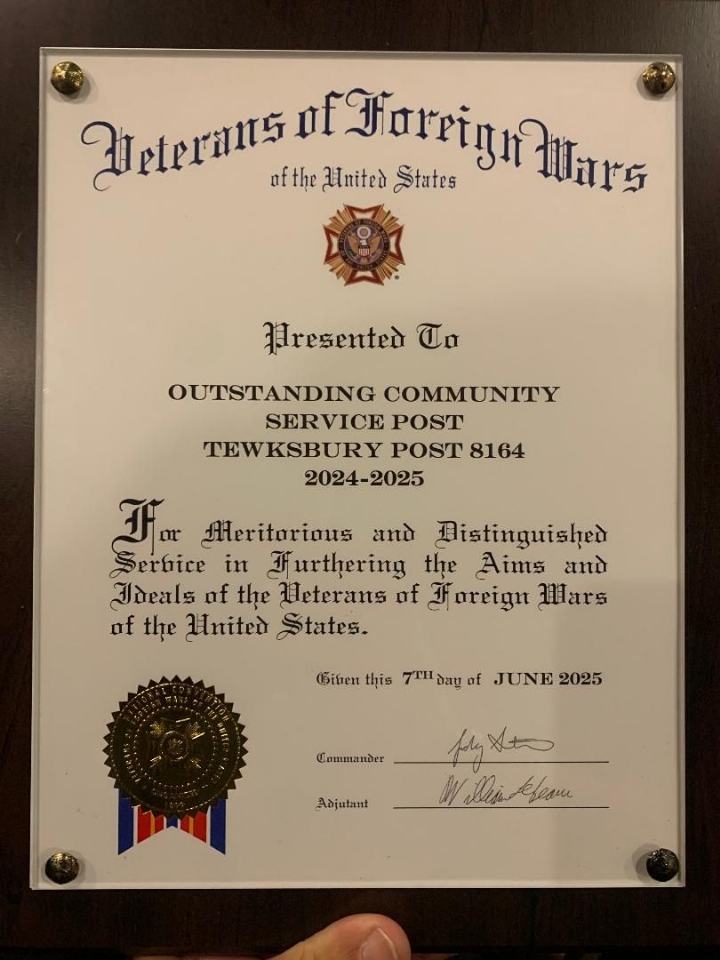 Veterans of Foreign Wars
of the United States
Presented To
OUTSTANDING COMMUNITY
SERVICE POST
TEWKSBURY POST 8164
2024-2025
For Meritorious and Distinguished
Service in Furthering the Aims and
Ideals of the Veterans of Foreign Wars
of the United States.
Given this 7TH day of JUNE 2025
Commander
Adjutant